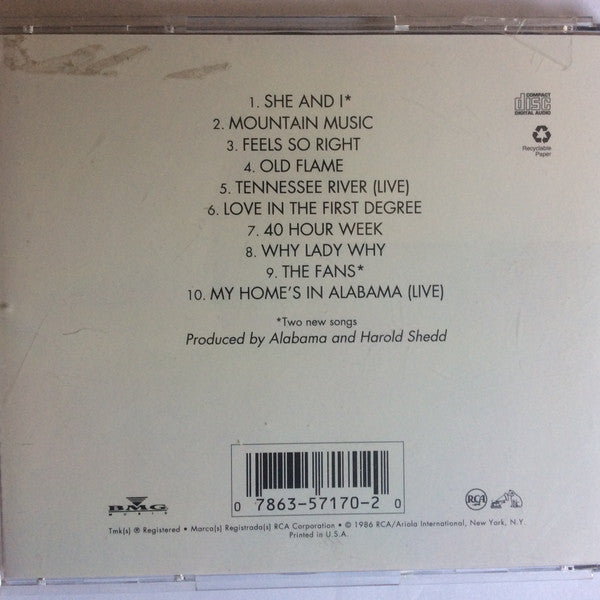 1. SHE AND I*
2. MOUNTAIN MUSIC
3. FEELS SO RIGHT
4. OLD FLAME
5. TENNESSEE RIVER (LIVE)
6. LOVE IN THE FIRST DEGREE
7. 40 HOUR WEEK
8. WHY LADY WHY
9. THE FANS*
10. MY HOME'S IN ALABAMA (LIVE)
*Two new songs
Produced by Alabama and Harold Shedd
COMPACT
disc
DIGITAL AUDIO
Recyclable
Paper
0 7863-57170-2 0
BMG
MUSIC
RCA
Tmk(s) ® Registered • Marca(s) Registrada(s) RCA Corporation • © 1986 RCA/Ariola International, New York, N.Y.
Printed in U.S.A.